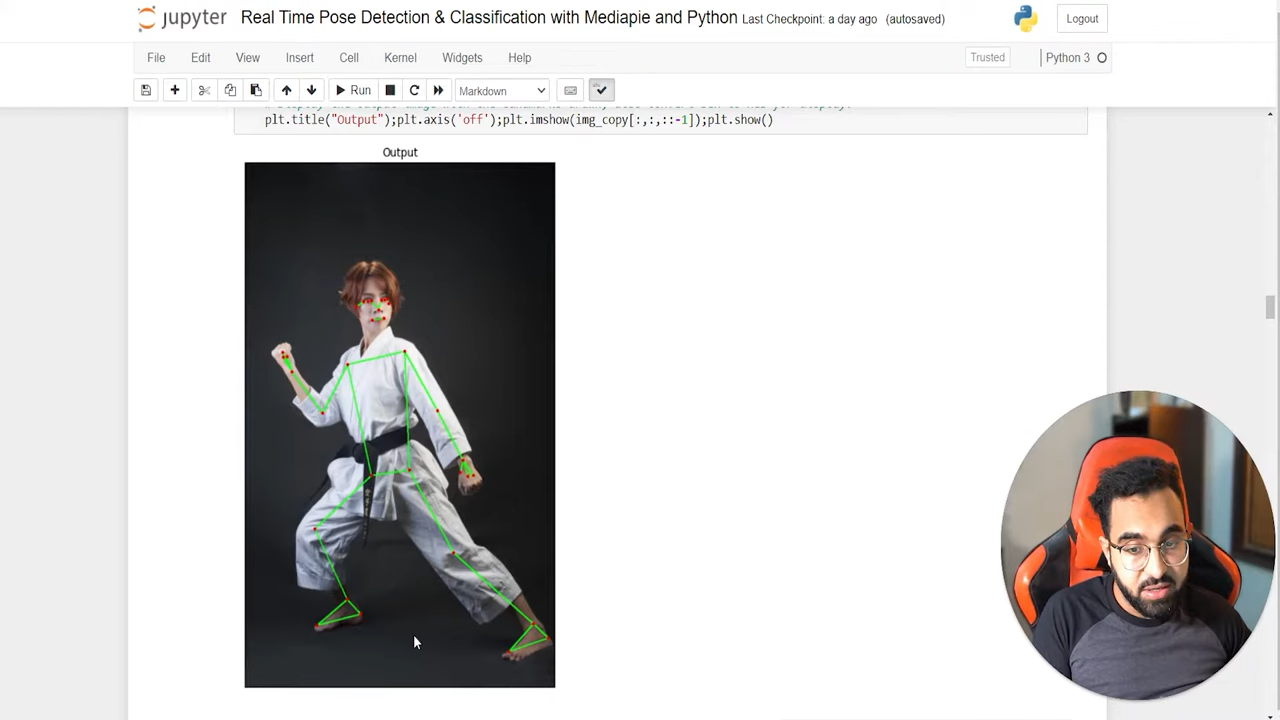 jupyter Real Time Pose Detection & Classification with Mediapie and Python Last Checkpoint: a day ago (autosaved) Logout
File Edit View Insert Cell Kernel Widgets Help Trusted Python 3
Run Markdown
plt.title("Output");plt.axis('off');plt.imshow(img_copy[:,:,::-1]);plt.show()
Output